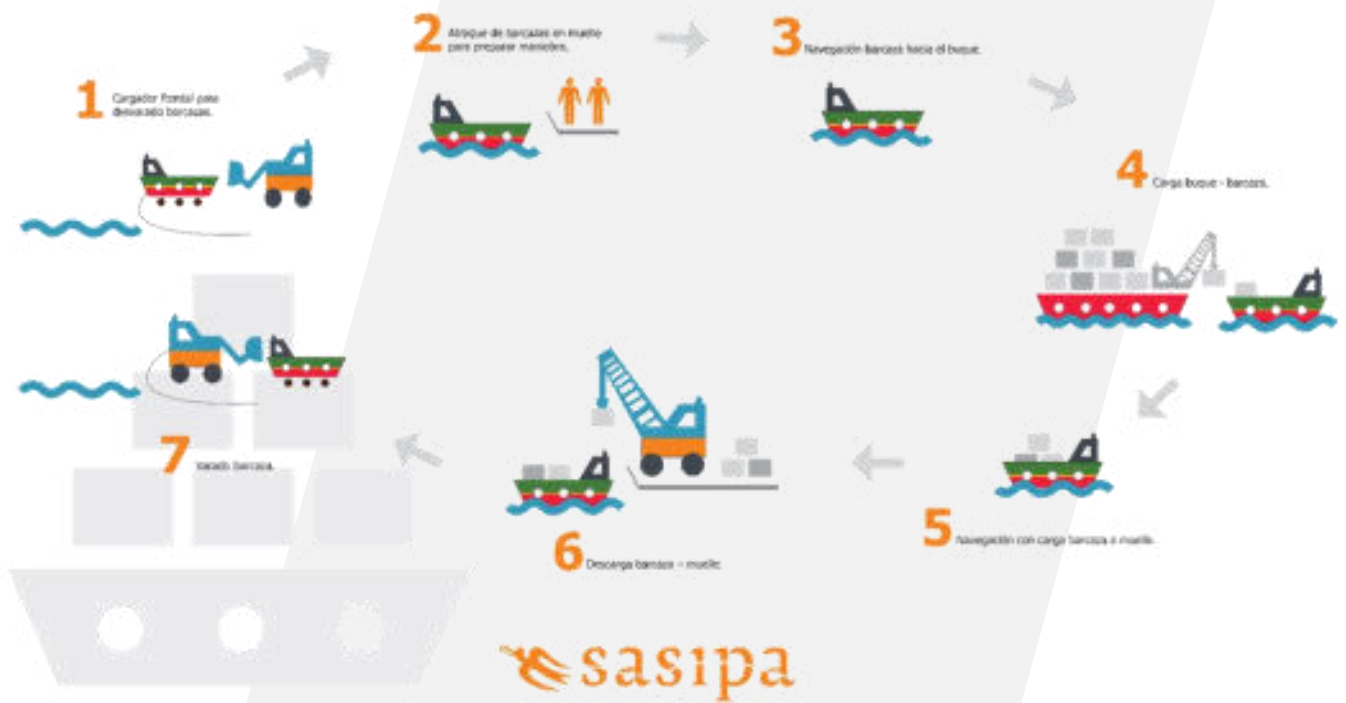 1
Cargador frontal para
desvarado barcazas.
2
Atraque de barcazas en muelle
para preparar maniobra.
3
Navegación barcaza hacia el buque.
4
Carga buque - barcaza.
5
Navegación con carga barcaza a muelle.
6
Descarga barcaza - muelle.
7
Varado barcaza.
sasipa